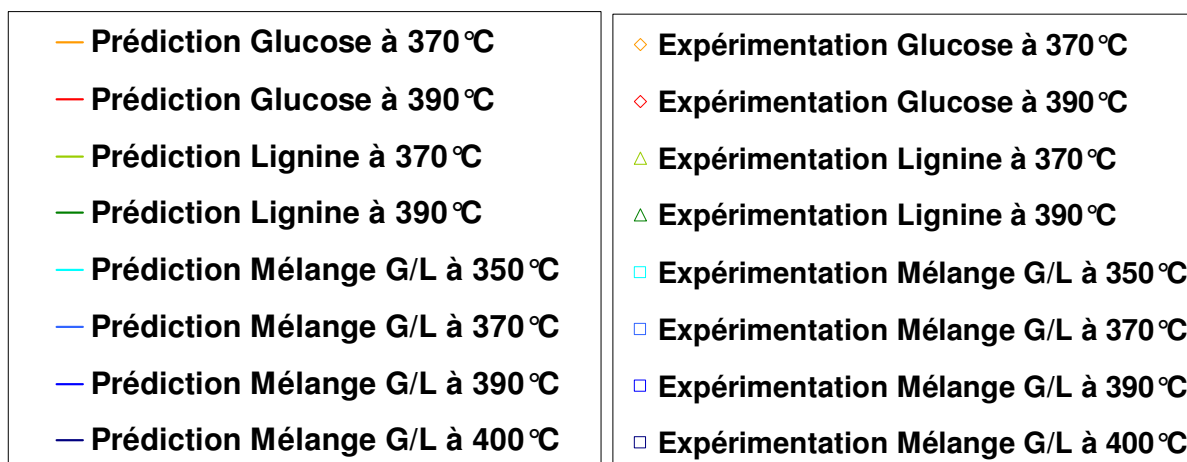 Prédiction Glucose à 370°C
Prédiction Glucose à 390°C
Prédiction Lignine à 370°C
Prédiction Lignine à 390°C
Prédiction Mélange G/L à 350°C
Prédiction Mélange G/L à 370°C
Prédiction Mélange G/L à 390°C
Prédiction Mélange G/L à 400°C
Expérimentation Glucose à 370°C
Expérimentation Glucose à 390°C
Expérimentation Lignine à 370°C
Expérimentation Lignine à 390°C
Expérimentation Mélange G/L à 350°C
Expérimentation Mélange G/L à 370°C
Expérimentation Mélange G/L à 390°C
Expérimentation Mélange G/L à 400°C